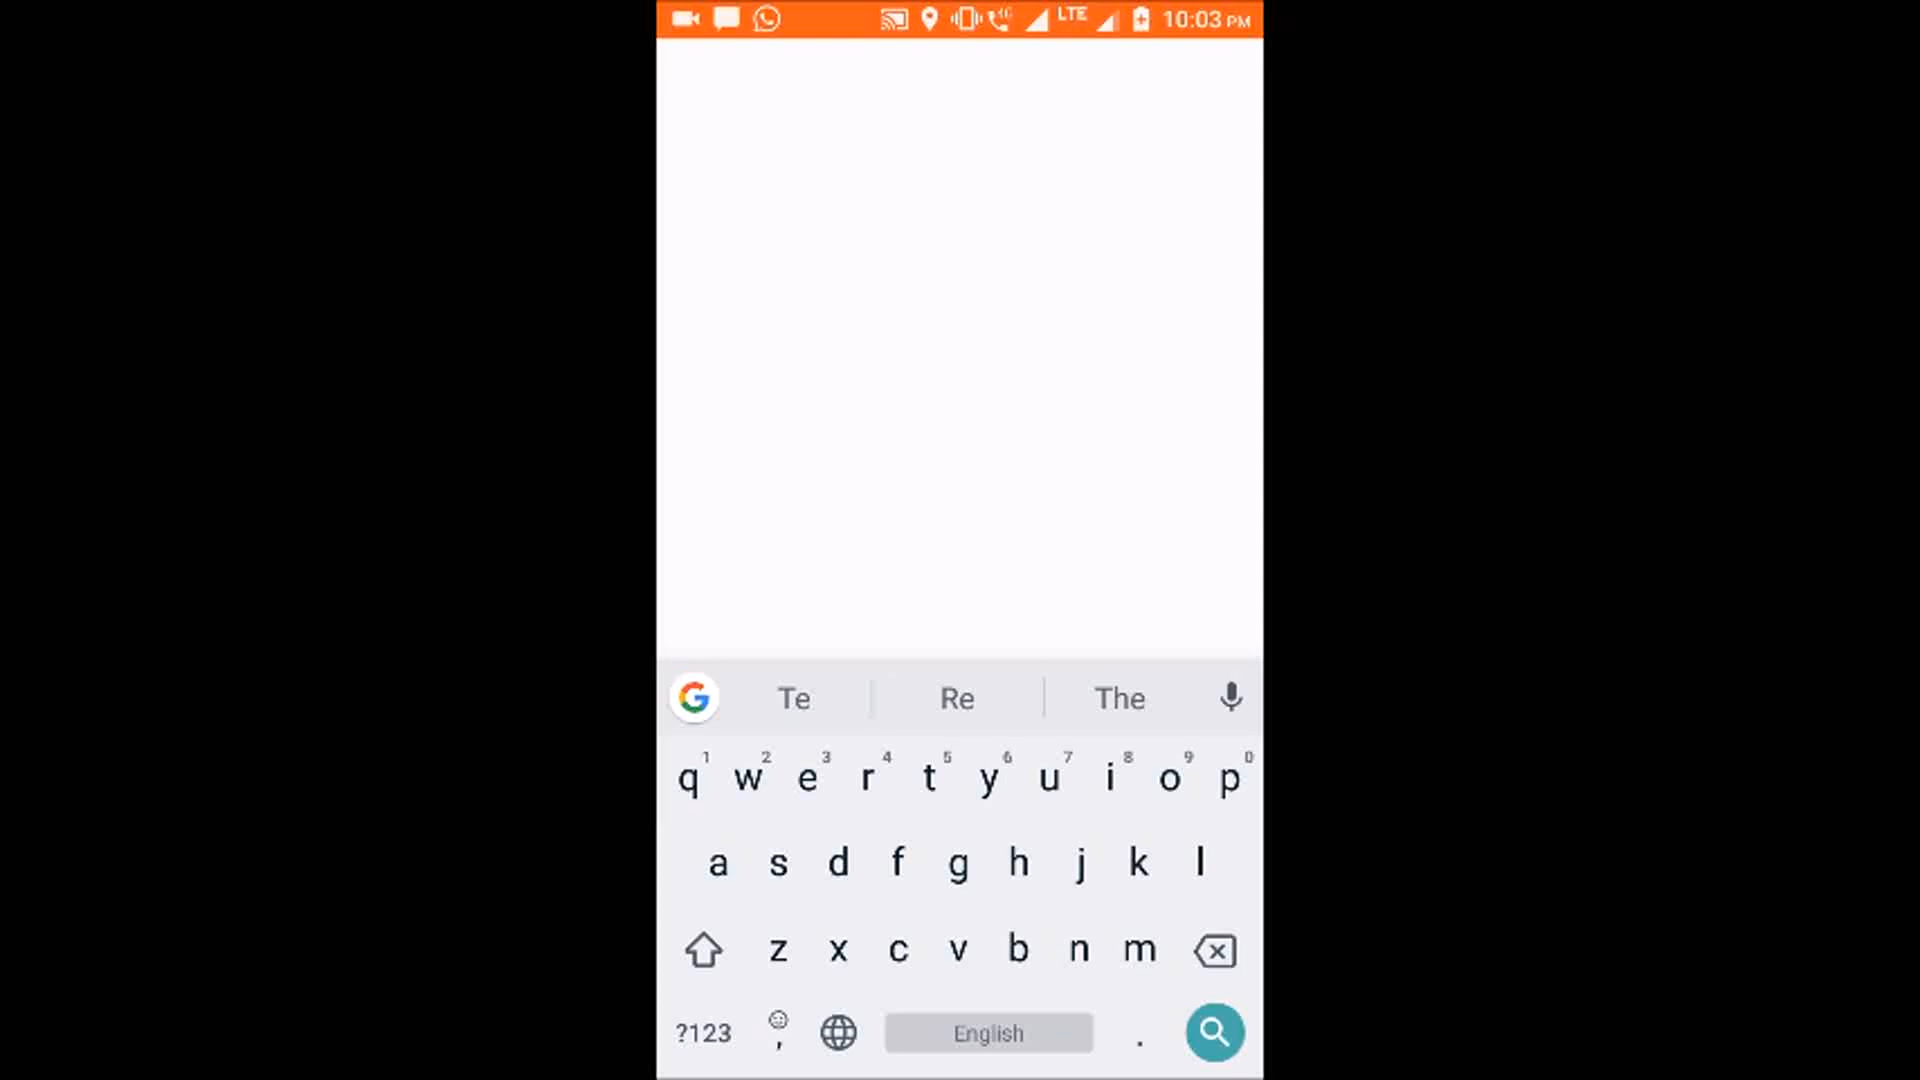 4G LTE 10:03 PM
Te Re The
1 2 3 4 5 6 7 8 9 0
q w e r t y u i o p
a s d f g h j k l
z x c v b n m
?123 , English .